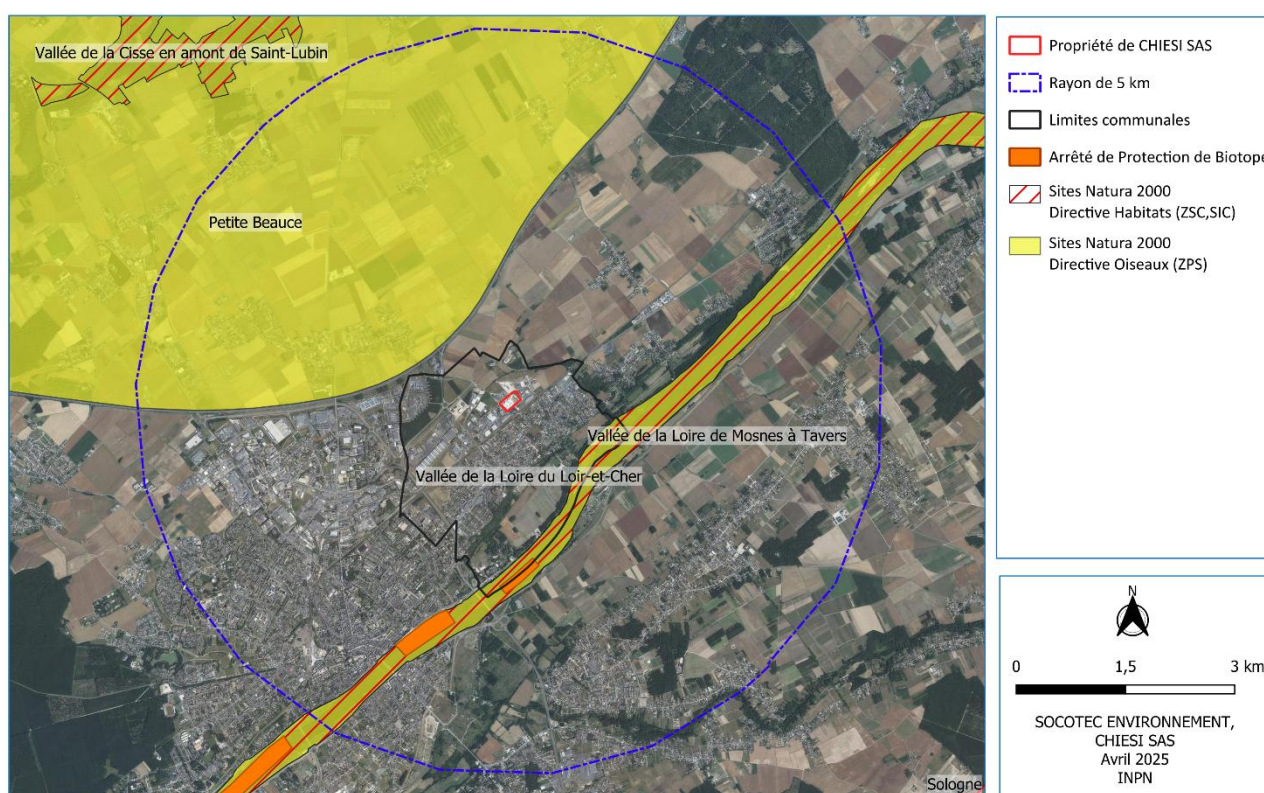 Vallée de la Cisse en amont de Saint-Lubin
Petite Beauce
Vallée de la Loire de Mosnes à Tavers
Vallée de la Loire du Loir-et-Cher
Sologne
Propriété de CHIESI SAS
Rayon de 5 km
Limites communales
Arrêté de Protection de Biotope
Sites Natura 2000
Directive Habitats (ZSC,SIC)
Sites Natura 2000
Directive Oiseaux (ZPS)
N
0 1,5 3 km
SOCOTEC ENVIRONNEMENT,
CHIESI SAS
Avril 2025
INPN